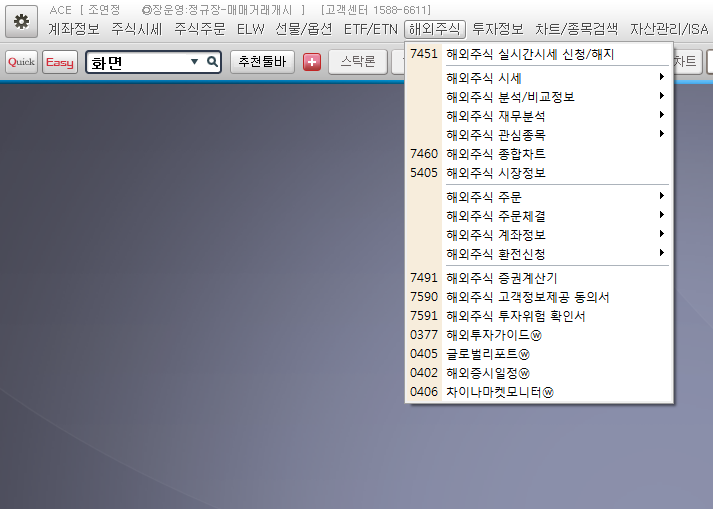 ACE [ 조연정 @장운영:정규장-매매거래개시 ] [고객센터 1588-6611]
계좌정보 주식시세 주식주문 ELW 선물/옵션 ETF/ETN 해외주식 투자정보 차트/종목검색 자산관리/ISA
Quick Easy 화면 추천툴바 스탁론 차트
7451 해외주식 실시간시세 신청/해지
해외주식 시세
해외주식 분석/비교정보
해외주식 재무분석
해외주식 관심종목
7460 해외주식 종합차트
5405 해외주식 시장정보
해외주식 주문
해외주식 주문체결
해외주식 계좌정보
해외주식 환전신청
7491 해외주식 증권계산기
7590 해외주식 고객정보제공 동의서
7591 해외주식 투자위험 확인서
0377 해외투자가이드ⓦ
0405 글로벌리포트ⓦ
0402 해외증시일정ⓦ
0406 차이나마켓모니터ⓦ